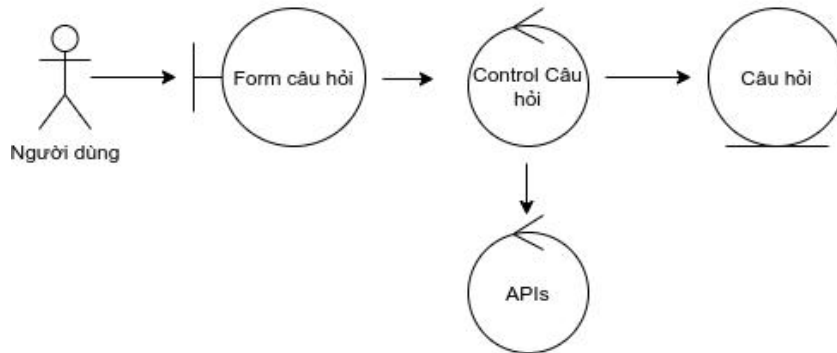 Form câu hỏi
Control Câu
hỏi
Câu hỏi
Người dùng
APIs